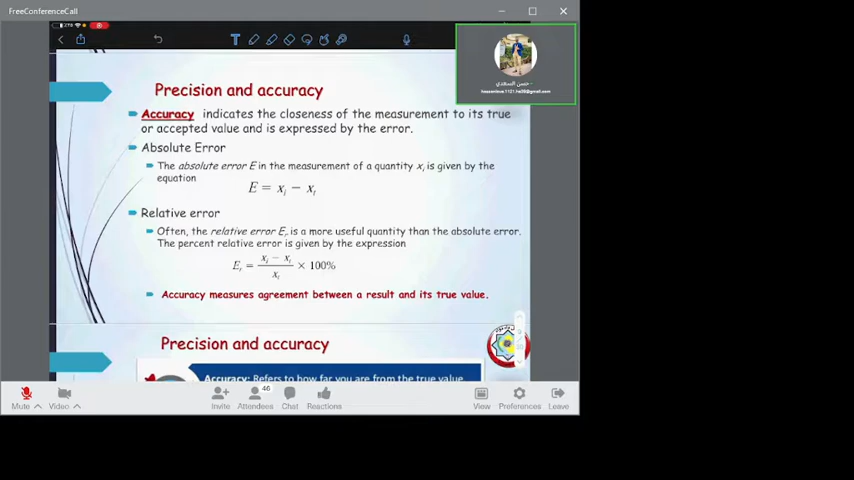 FreeConferenceCall
Precision and accuracy
Accuracy indicates the closeness of the measurement to its true
or accepted value and is expressed by the error.
Absolute Error
The absolute error E in the measurement of a quantity xᵢ is given by the
equation
E = xᵢ − xₜ
Relative error
Often, the relative error Eᵣ is a more useful quantity than the absolute error.
The percent relative error is given by the expression
Eᵣ = (xᵢ − xₜ) / xₜ × 100%
Accuracy measures agreement between a result and its true value.
Precision and accuracy
Accuracy: Refers to how far you are from the true value
حسن السعدي
46
Mute
Video
Invite
Attendees
Chat
Reactions
View
Preferences
Leave